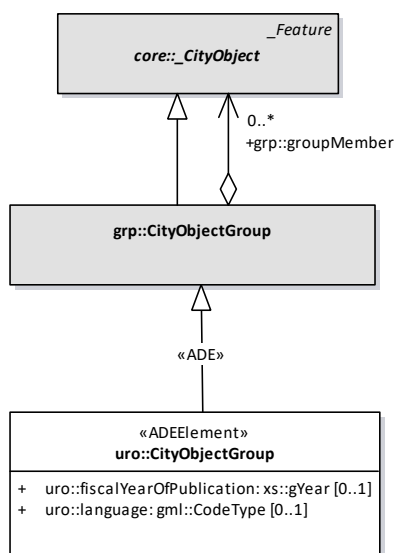 _Feature
core::_CityObject
0..*
+grp::groupMember
grp::CityObjectGroup
«ADE»
«ADEElement»
uro::CityObjectGroup
+ uro::fiscalYearOfPublication: xs::gYear [0..1]
+ uro::language: gml::CodeType [0..1]